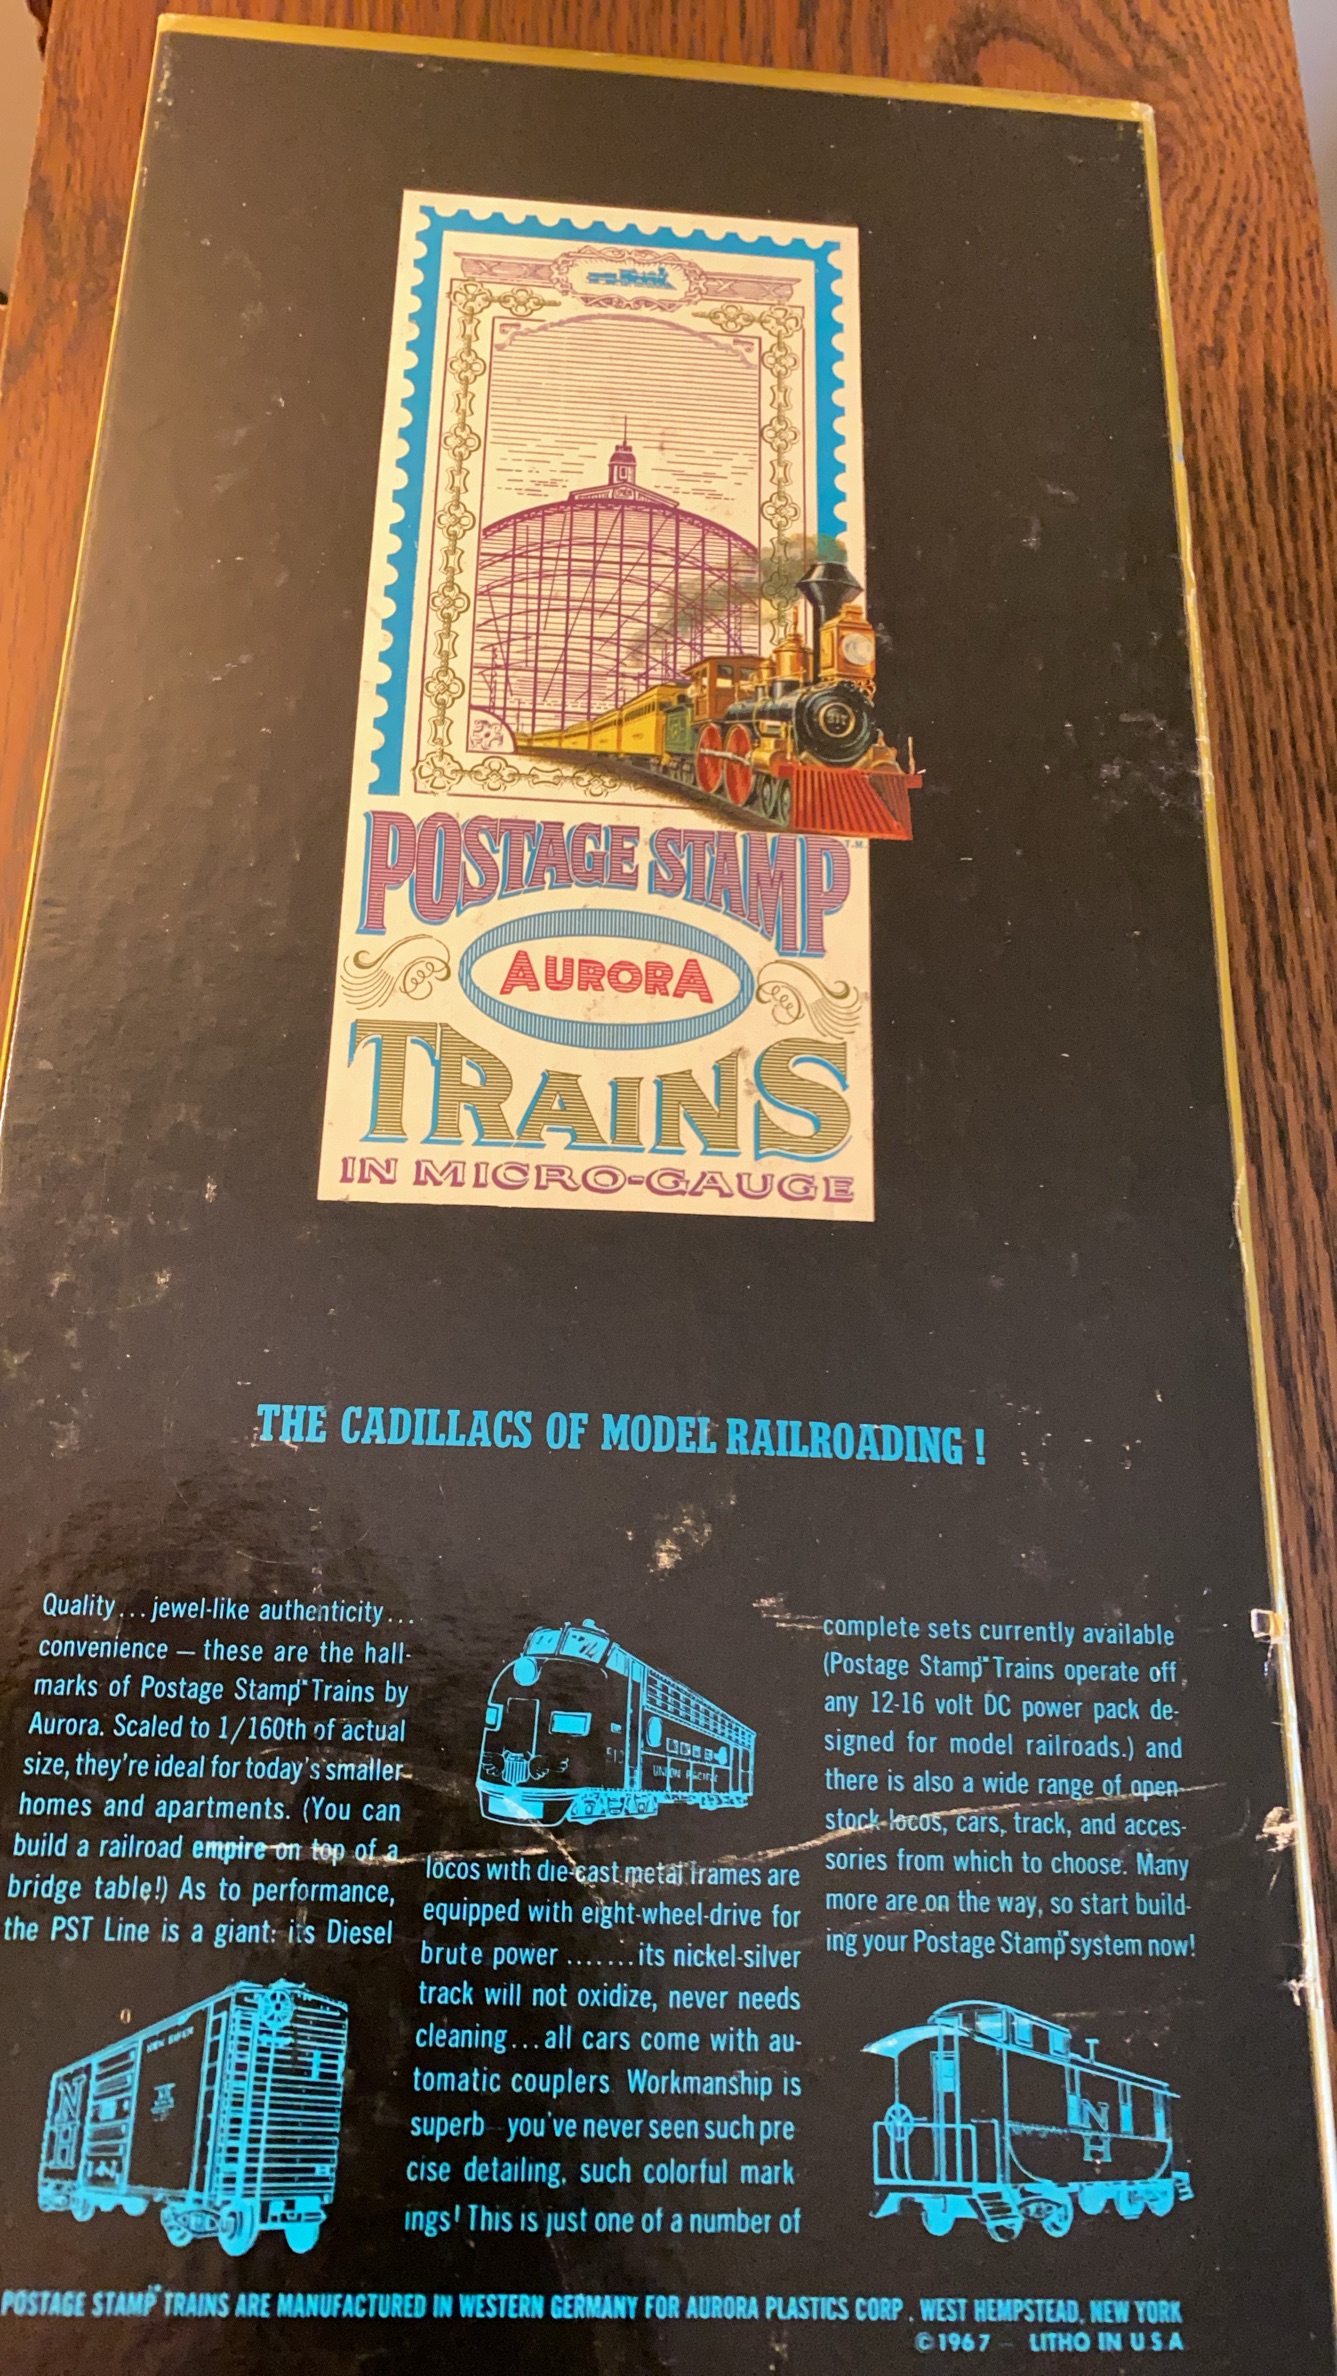 POSTAGE STAMP T.M.
AURORA
TRAINS
IN MICRO-GAUGE
THE CADILLACS OF MODEL RAILROADING!
Quality...jewel-like authenticity...
convenience — these are the hall-
marks of Postage Stamp™ Trains by
Aurora. Scaled to 1/160th of actual
size, they're ideal for today's smaller
homes and apartments. (You can
build a railroad empire on top of a
bridge table!) As to performance,
the PST Line is a giant: its Diesel
UNION PACIFIC
locos with die-cast metal frames are
equipped with eight-wheel-drive for
brute power .......its nickel-silver
track will not oxidize, never needs
cleaning...all cars come with au-
tomatic couplers. Workmanship is
superb you've never seen such pre
cise detailing, such colorful mark
ings! This is just one of a number of
complete sets currently available
(Postage Stamp™ Trains operate off
any 12-16 volt DC power pack de-
signed for model railroads.) and
there is also a wide range of open
stock locos, cars, track, and acces-
sories from which to choose. Many
more are on the way, so start build-
ing your Postage Stamp™ system now!
NEW HAVEN
N
H
N
H
POSTAGE STAMP™ TRAINS ARE MANUFACTURED IN WESTERN GERMANY FOR AURORA PLASTICS CORP., WEST HEMPSTEAD, NEW YORK
©1967 – LITHO IN U S A